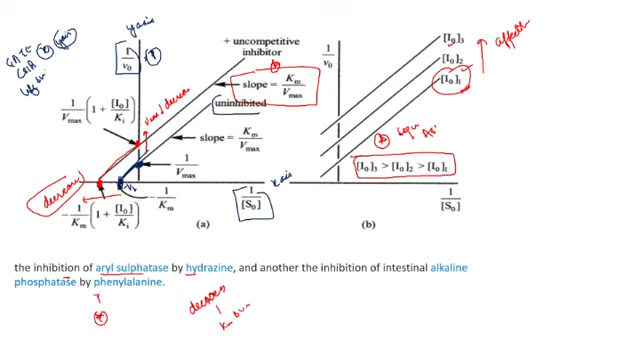 y axis
GATE
+ uncompetitive
inhibitor
1/v₀
slope = Kₘ/Vₘₐₓ
uninhibited
1/Vₘₐₓ (1 + [I₀]/Kᵢ)
slope = Kₘ/Vₘₐₓ
1/Vₘₐₓ
decrease
x axis
−1/Kₘ
1/[S₀]
−1/Kₘ (1 + [I₀]/Kᵢ)
(a)
1/v₀
[I₀]₃
[I₀]₂
[I₀]₁
[I₀]₃ > [I₀]₂ > [I₀]₁
1/[S₀]
(b)
the inhibition of aryl sulphatase by hydrazine, and another the inhibition of intestinal alkaline
phosphatase by phenylalanine.
decrease